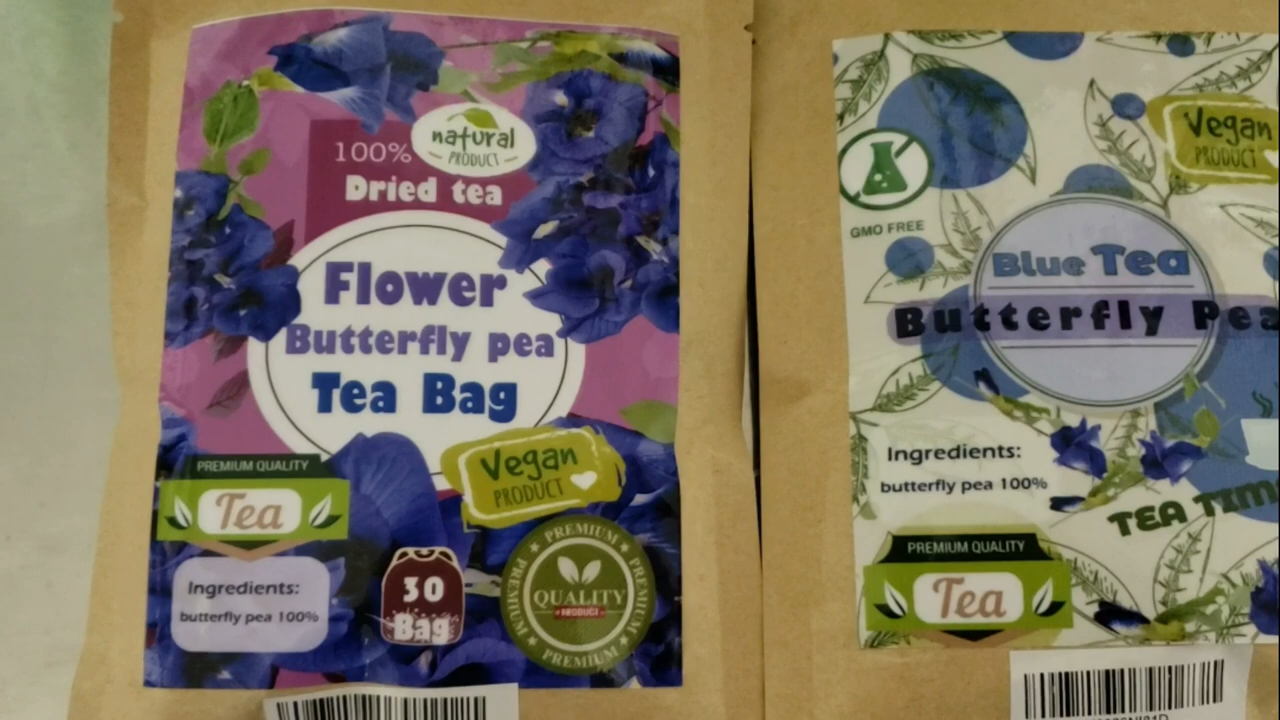 natural
PRODUCT
100%
Dried tea
Flower
Butterfly pea
Tea Bag
PREMIUM QUALITY
Tea
Vegan
PRODUCT
Ingredients:
butterfly pea 100%
30
Bag
PREMIUM
PREMIUM
PREMIUM
PREMIUM
QUALITY
PRODUCT
Vegan
PRODUCT
GMO FREE
Blue Tea
Butterfly Pea
Ingredients:
butterfly pea 100%
TEA TIM
PREMIUM QUALITY
Tea